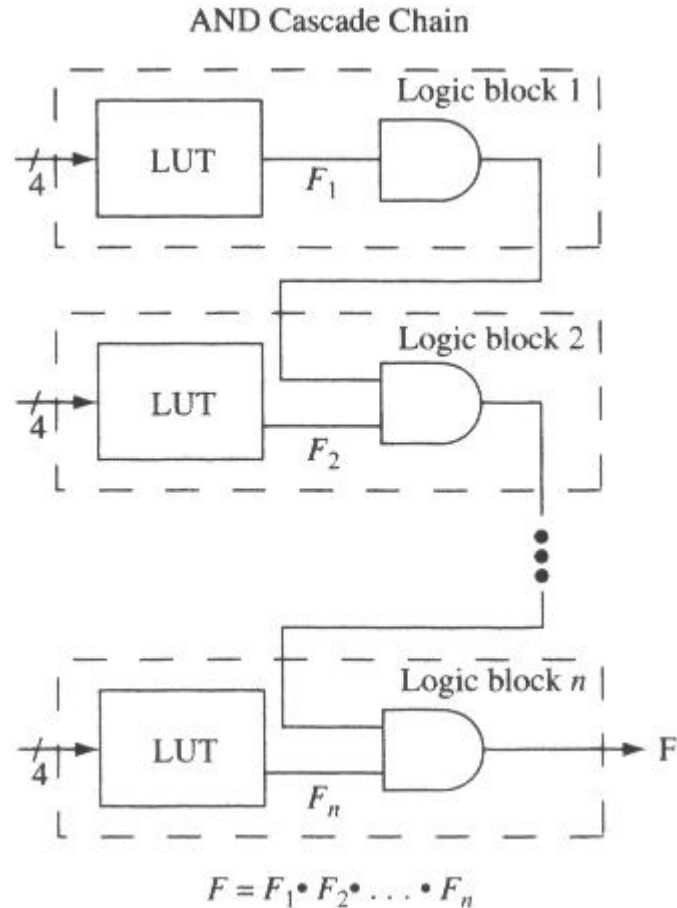 AND Cascade Chain
Logic block 1
LUT
4
F₁
Logic block 2
LUT
4
F₂
Logic block n
LUT
4
Fₙ
F
F = F₁ • F₂ • . . . • Fₙ